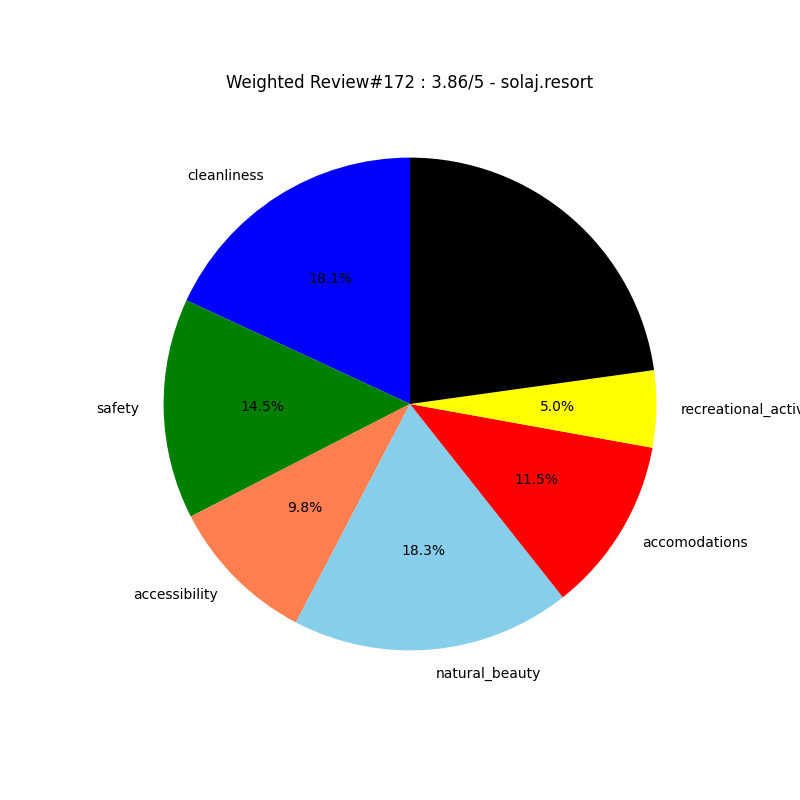 Weighted Review#172 : 3.86/5 - solaj.resort
cleanliness
18.1%
safety
14.5%
9.8%
accessibility
18.3%
natural_beauty
11.5%
accomodations
5.0%
recreational_activ